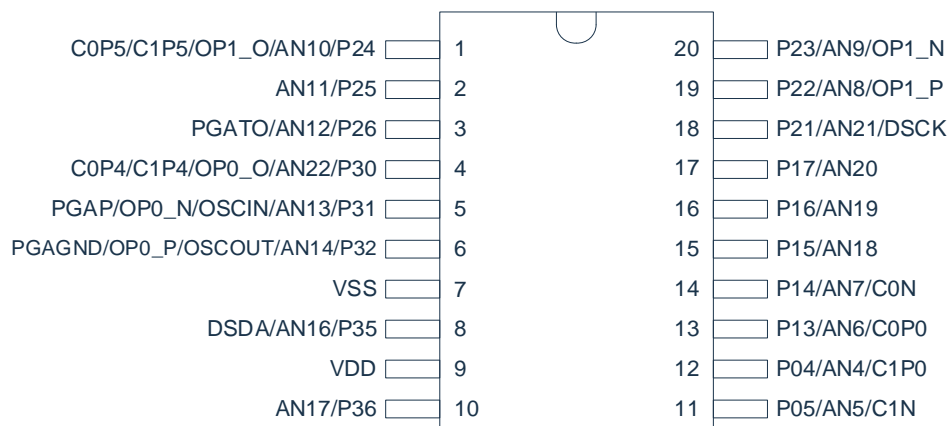 C0P5/C1P5/OP1_O/AN10/P24 1 20 P23/AN9/OP1_N
AN11/P25 2 19 P22/AN8/OP1_P
PGATO/AN12/P26 3 18 P21/AN21/DSCK
C0P4/C1P4/OP0_O/AN22/P30 4 17 P17/AN20
PGAP/OP0_N/OSCIN/AN13/P31 5 16 P16/AN19
PGAGND/OP0_P/OSCOUT/AN14/P32 6 15 P15/AN18
VSS 7 14 P14/AN7/C0N
DSDA/AN16/P35 8 13 P13/AN6/C0P0
VDD 9 12 P04/AN4/C1P0
AN17/P36 10 11 P05/AN5/C1N